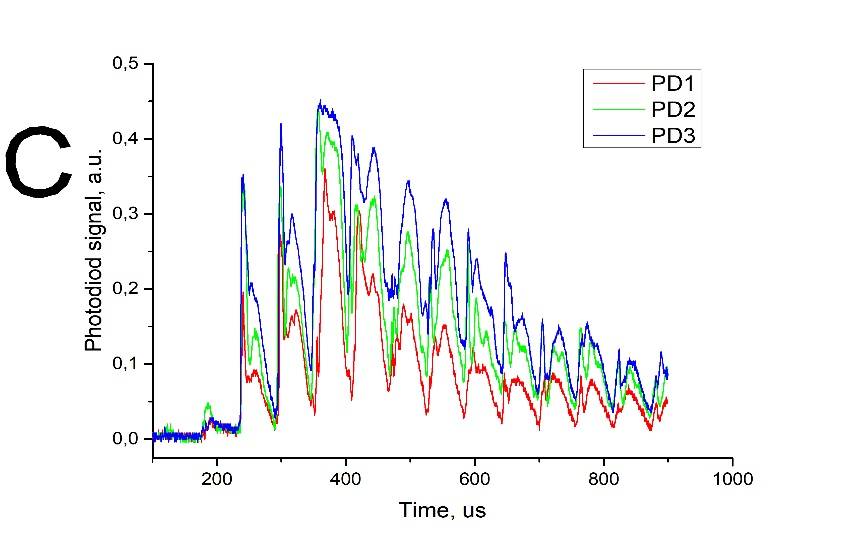 C
Photodiod signal, a.u.
0,5
0,4
0,3
0,2
0,1
0,0
PD1
PD2
PD3
200 400 600 800 1000
Time, us